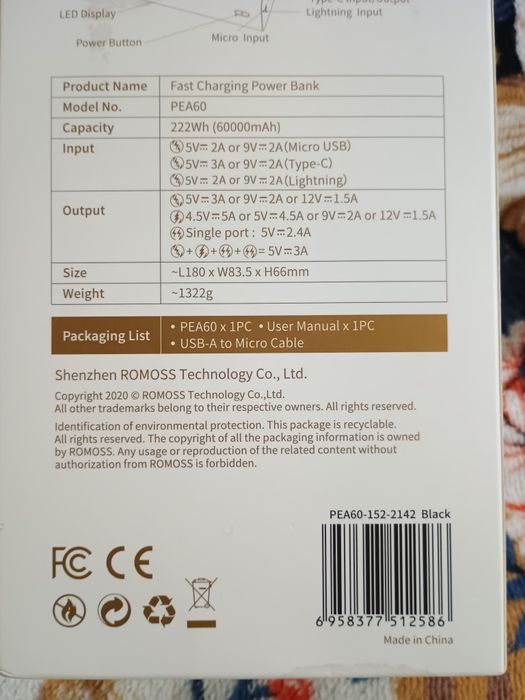 LED Display
Type-C Input/Output
Lightning Input
Power Button
Micro Input
Product Name Fast Charging Power Bank
Model No. PEA60
Capacity 222Wh (60000mAh)
Input 5V⎓2A or 9V⎓2A(Micro USB)
5V⎓3A or 9V⎓2A(Type-C)
5V⎓2A or 9V⎓2A(Lightning)
Output 5V⎓3A or 9V⎓2A or 12V⎓1.5A
4.5V⎓5A or 5V⎓4.5A or 9V⎓2A or 12V⎓1.5A
Single port : 5V⎓2.4A
+ + + = 5V⎓3A
Size ~L180 x W83.5 x H66mm
Weight ~1322g
Packaging List • PEA60 x 1PC • User Manual x 1PC
• USB-A to Micro Cable
Shenzhen ROMOSS Technology Co., Ltd.
Copyright 2020 © ROMOSS Technology Co.,Ltd.
All other trademarks belong to their respective owners. All rights reserved.
Identification of environmental protection. This package is recyclable.
All rights reserved. The copyright of all the packaging information is owned
by ROMOSS. Any usage or reproduction of the related content without
authorization from ROMOSS is forbidden.
PEA60-152-2142 Black
FC CE
6 958377 512586
Made in China